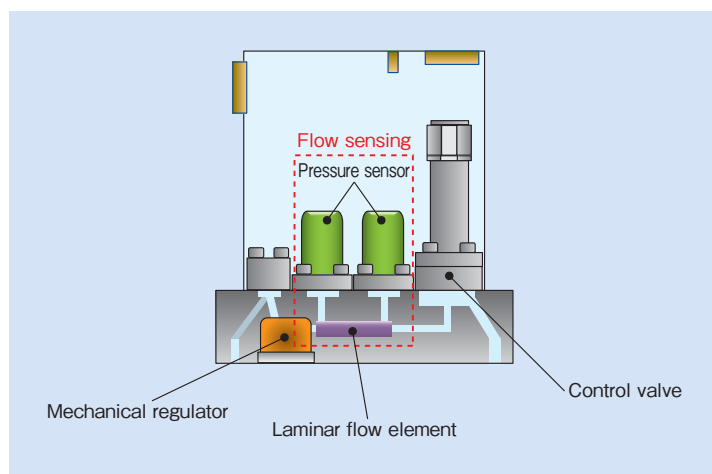 Flow sensing
Pressure sensor
Control valve
Mechanical regulator
Laminar flow element